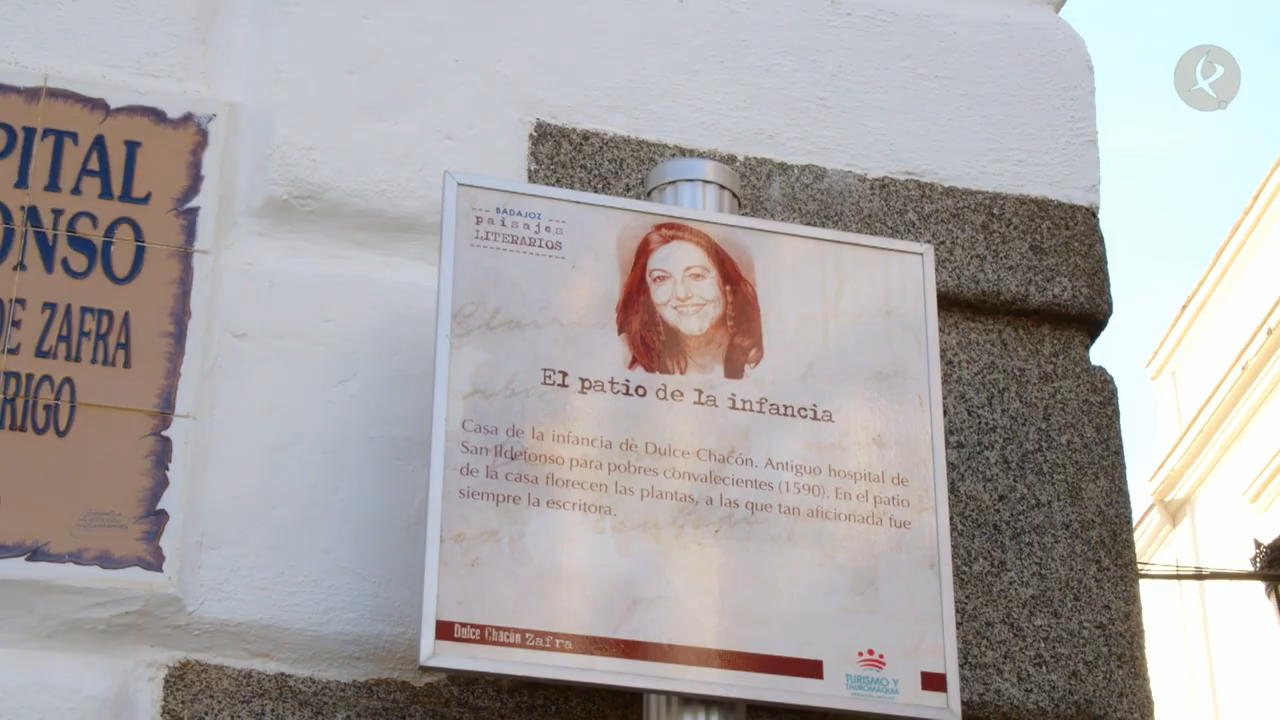 PITAL
ONSO
DE ZAFRA
RIGO
BADAJOZ
paisajes
LITERARIOS
El patio de la infancia
Casa de la infancia de Dulce Chacón. Antiguo hospital de
San Ildefonso para pobres convalecientes (1590). En el patio
de la casa florecen las plantas, a las que tan aficionada fue
siempre la escritora.
Dulce Chacón Zafra
TURISMO Y
TAUROMAQUIA